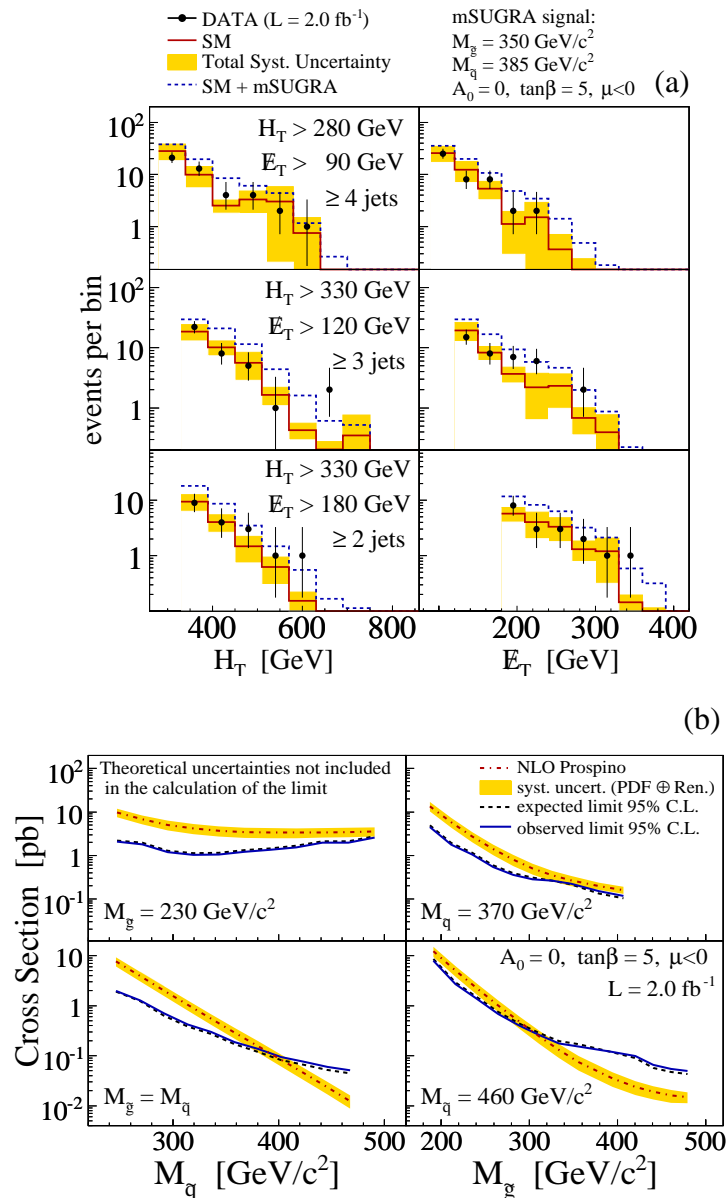 DATA (L = 2.0 fb⁻¹)
SM
Total Syst. Uncertainty
SM + mSUGRA
mSUGRA signal:
M_g̃ = 350 GeV/c²
M_q̃ = 385 GeV/c²
A₀ = 0, tanβ = 5, μ<0
(a)
events per bin
10²
10
1
H_T > 280 GeV
E̸_T > 90 GeV
≥ 4 jets
10²
10
1
H_T > 330 GeV
E̸_T > 120 GeV
≥ 3 jets
10
1
H_T > 330 GeV
E̸_T > 180 GeV
≥ 2 jets
400 600 800
H_T [GeV]
200 300 400
E̸_T [GeV]
(b)
Cross Section [pb]
10²
10
1
10⁻¹
Theoretical uncertainties not included
in the calculation of the limit
M_g̃ = 230 GeV/c²
NLO Prospino
syst. uncert. (PDF ⊕ Ren.)
expected limit 95% C.L.
observed limit 95% C.L.
M_q̃ = 370 GeV/c²
10
1
10⁻¹
10⁻²
M_g̃ = M_q̃
A₀ = 0, tanβ = 5, μ<0
L = 2.0 fb⁻¹
M_q̃ = 460 GeV/c²
300 400 500
M_q̃ [GeV/c²]
200 300 400 500
M_g̃ [GeV/c²]